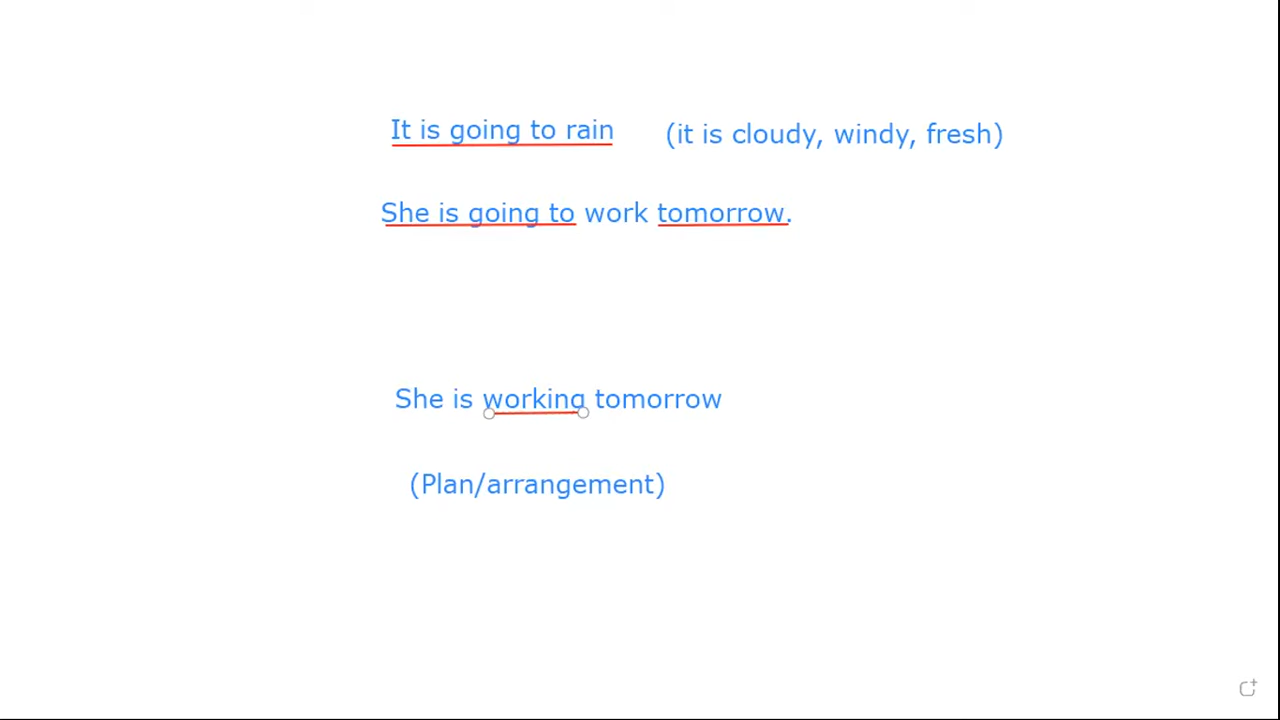 It is going to rain (it is cloudy, windy, fresh)
She is going to work tomorrow.
She is working tomorrow
(Plan/arrangement)